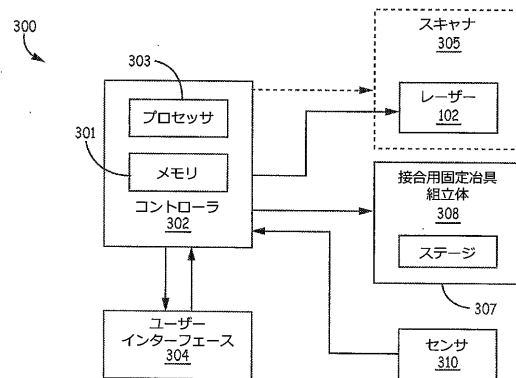 300
303
プロセッサ
301
メモリ
コントローラ
302
ユーザー
インターフェース
304
スキャナ
305
レーザー
102
接合用固定冶具
組立体
308
ステージ
307
センサ
310